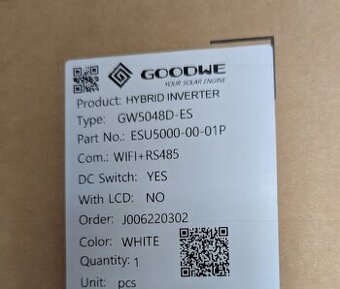 GOODWE
YOUR SOLAR ENGINE
Product: HYBRID INVERTER
Type: GW5048D-ES
Part No.: ESU5000-00-01P
Com.: WIFI+RS485
DC Switch: YES
With LCD: NO
Order: J006220302
Color: WHITE
Quantity: 1
Unit: pcs